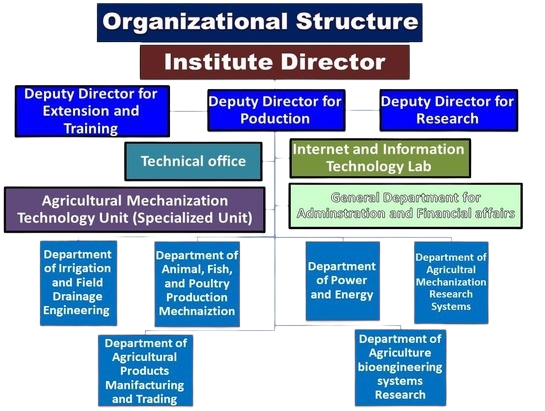 Organizational Structure
Institute Director
Deputy Director for
Extension and
Training
Deputy Director for
Poduction
Deputy Director for
Research
Technical office
Internet and Information
Technology Lab
Agricultural Mechanization
Technology Unit (Specialized Unit)
General Department for
Adminstration and Financial affairs
Department
of Irrigation
and Field
Drainage
Engineering
Department of
Animal, Fish,
and Poultry
Production
Mechnaiztion
Department
of Power
and Energy
Department of
Agricultral
Mechanization
Research
Systems
Department of
Agricultural
Products
Manifacturing
and Trading
Department of
Agriculture
bioengineering
systems
Research